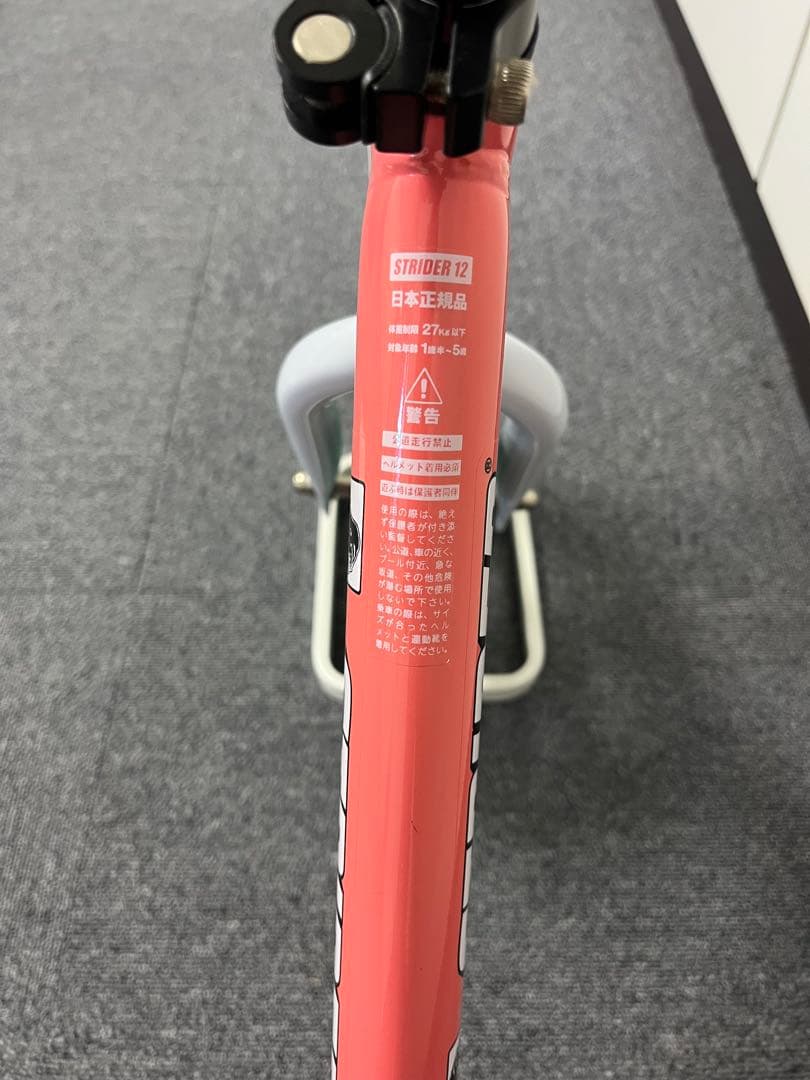 STRIDER 12
日本正規品
体重制限 27Kg 以下
対象年齢 1歳半~5歳
警告
公道走行禁止
ヘルメット着用必須
遊ぶ時は保護者同伴
使用の際は、絶え
ず保護者が付き添
い監督してくださ
い。公道、車の近く、
プール付近、急な
坂道、その他危険
が潜む場所で使用
しないで下さい。
乗車の際は、サイ
ズが合ったヘル
メットと運動靴を
着用してください。